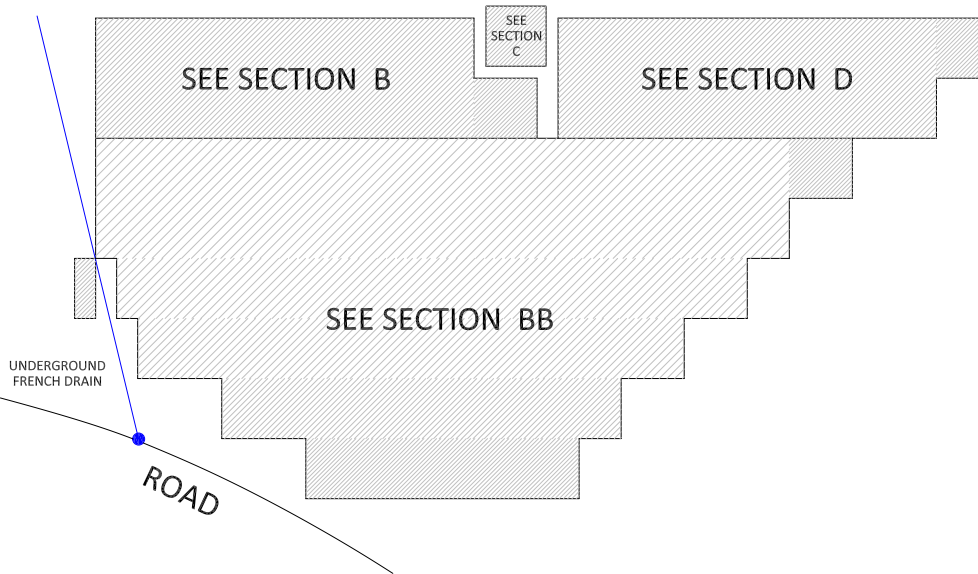 SEE
SECTION
C
SEE SECTION B
SEE SECTION D
SEE SECTION BB
UNDERGROUND
FRENCH DRAIN
ROAD